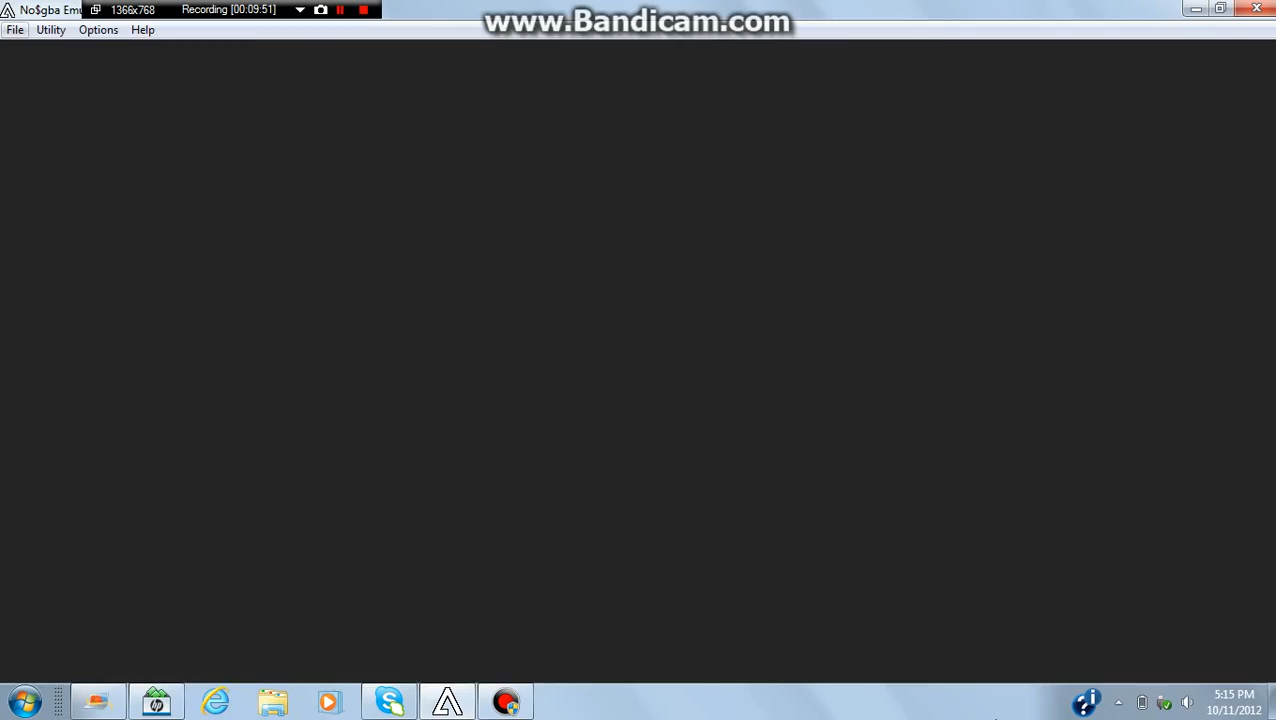 No$gba Emu
1366x768 Recording [00:09:51]
www.Bandicam.com
File Utility Options Help
hp
5:15 PM
10/11/2012